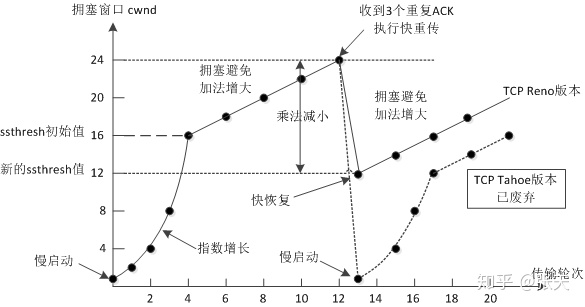 拥塞窗口 cwnd
收到3个重复ACK
执行快重传
24
拥塞避免
加法增大
20
TCP Reno版本
拥塞避免
加法增大
乘法减小
ssthresh初始值
16
新的ssthresh值
12
TCP Tahoe版本
已废弃
快恢复
8
指数增长
4
慢启动
慢启动
传输轮次
2
4
6
8
10
12
14
16
18
20